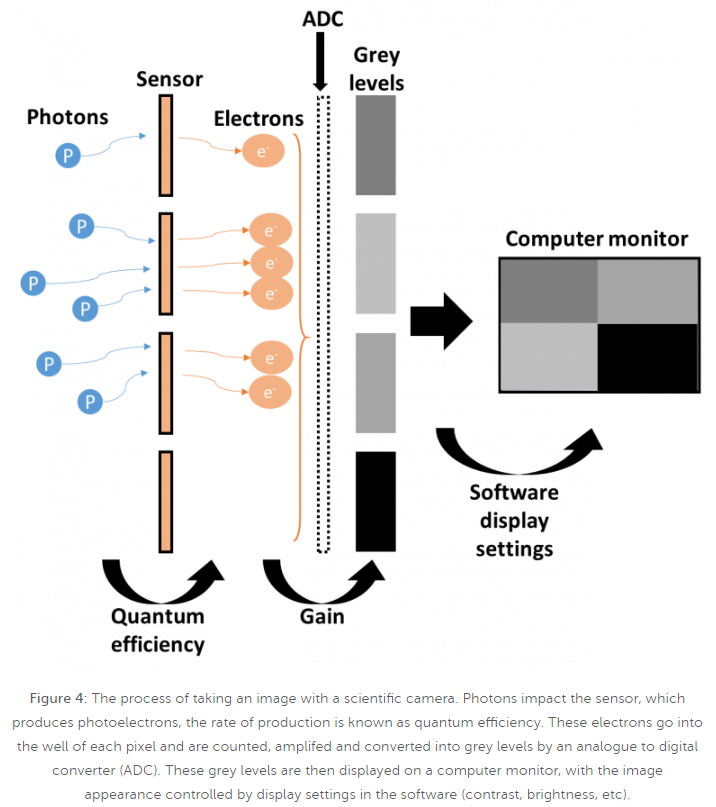 ADC
Grey
levels
Sensor
Photons
Electrons
P
e-
P
e-
P
e-
P
e-
P
e-
P
e-
Computer monitor
Software
display
settings
Quantum
efficiency
Gain
Figure 4: The process of taking an image with a scientific camera. Photons impact the sensor, which
produces photoelectrons, the rate of production is known as quantum efficiency. These electrons go into
the well of each pixel and are counted, amplifed and converted into grey levels by an analogue to digital
converter (ADC). These grey levels are then displayed on a computer monitor, with the image
appearance controlled by display settings in the software (contrast, brightness, etc).